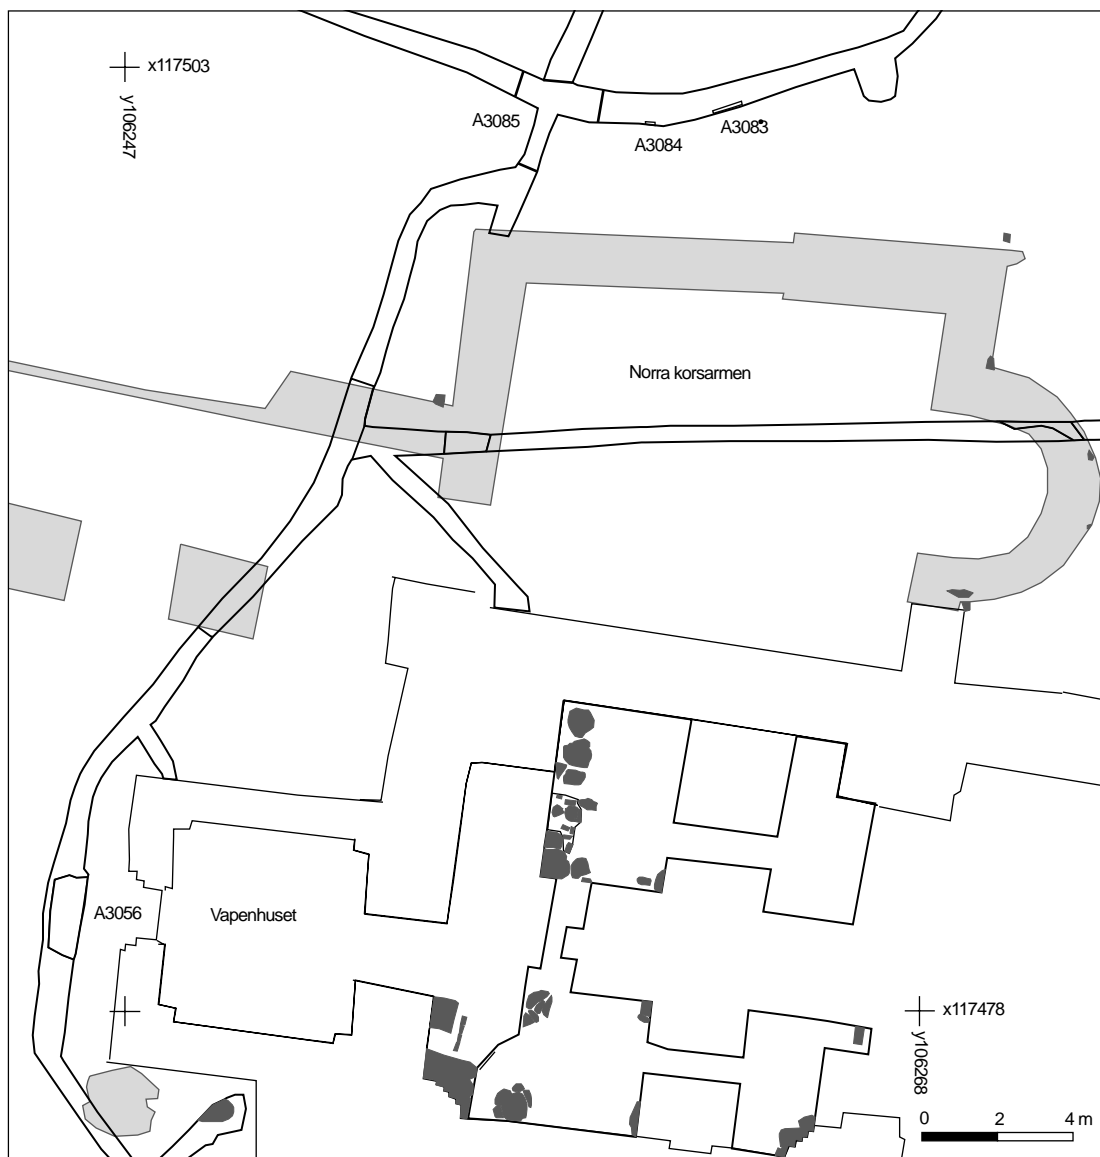 x117503
y106247
A3085
A3084
A3083
Norra korsarmen
A3056
Vapenhuset
x117478
y106268
0 2 4 m